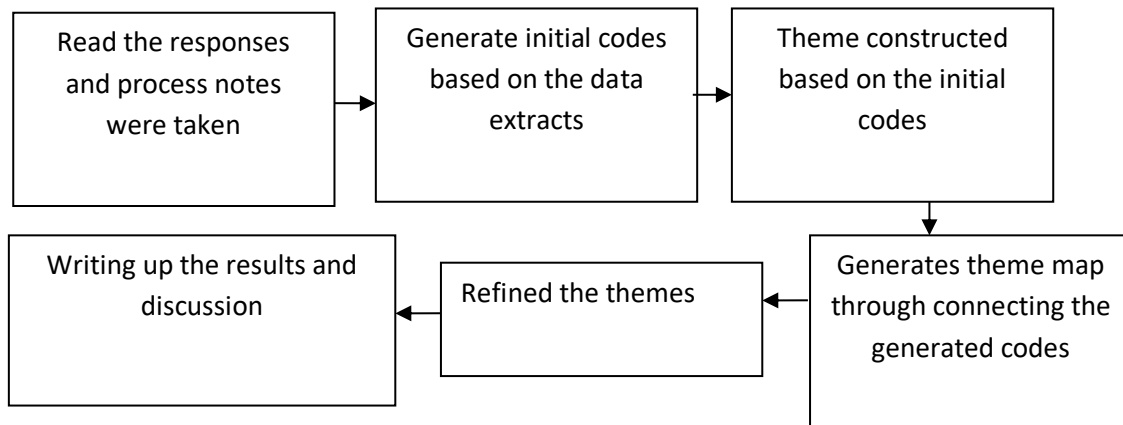 Read the responses
and process notes
were taken
Generate initial codes
based on the data
extracts
Theme constructed
based on the initial
codes
Generates theme map
through connecting the
generated codes
Refined the themes
Writing up the results and
discussion